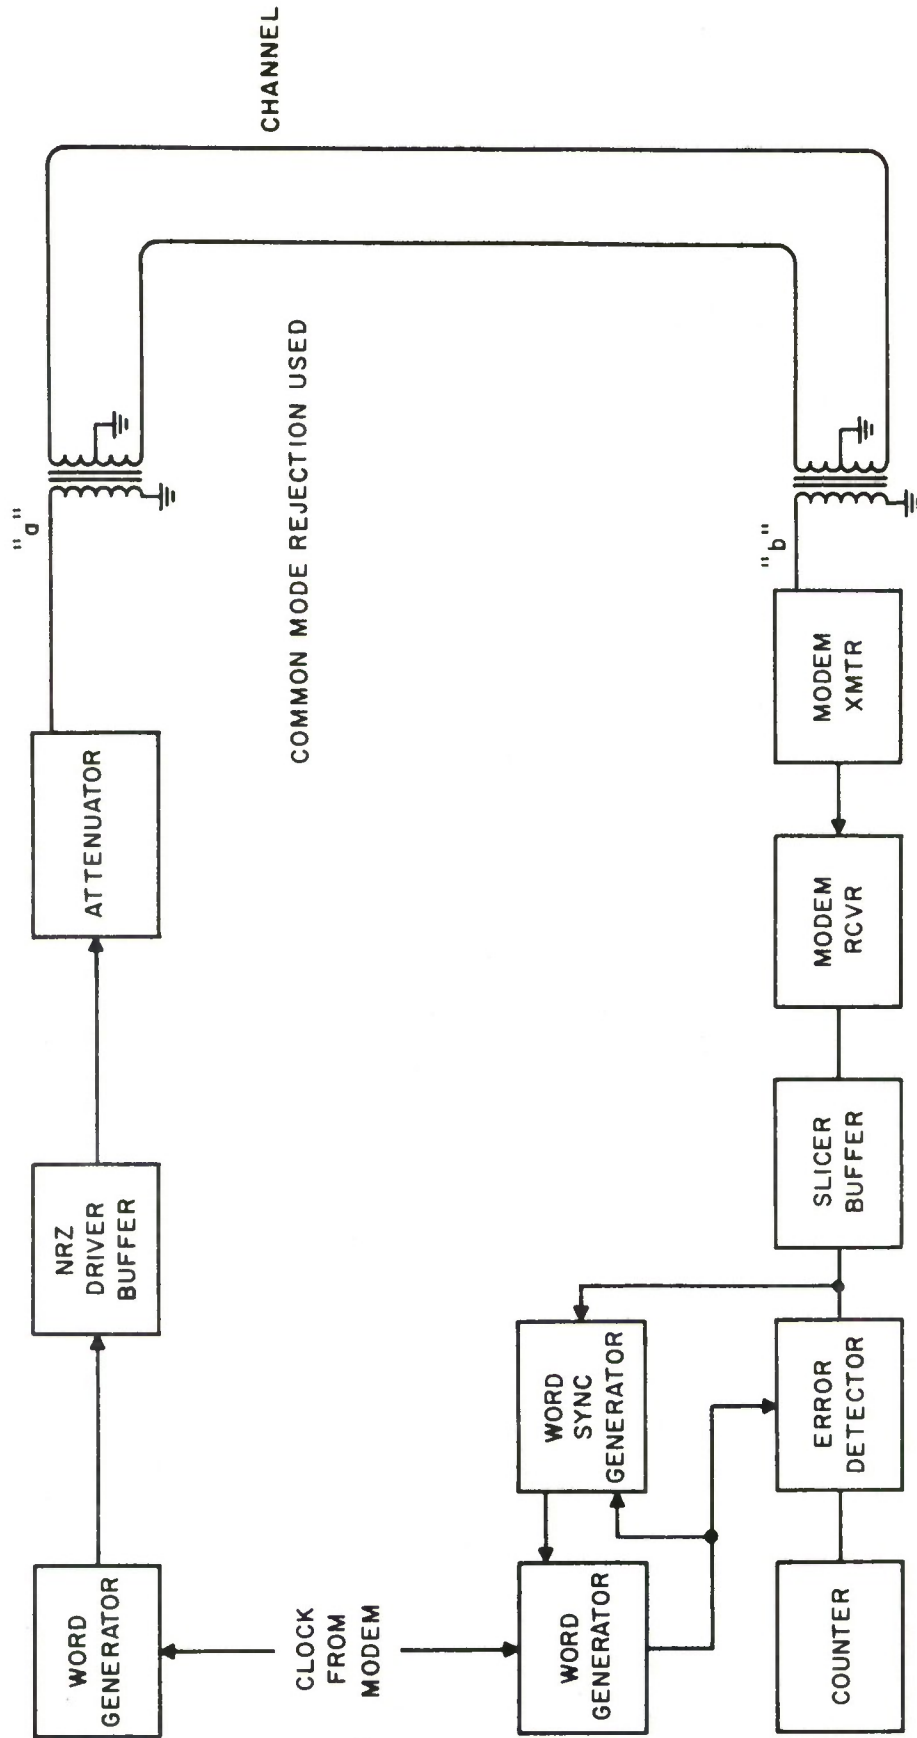 WORD
GENERATOR
NRZ
DRIVER
BUFFER
ATTENUATOR
"a"
CHANNEL
CLOCK
FROM
MODEM
COMMON MODE REJECTION USED
WORD
GENERATOR
WORD
SYNC
GENERATOR
"b"
COUNTER
ERROR
DETECTOR
SLICER
BUFFER
MODEM
RCVR
MODEM
XMTR